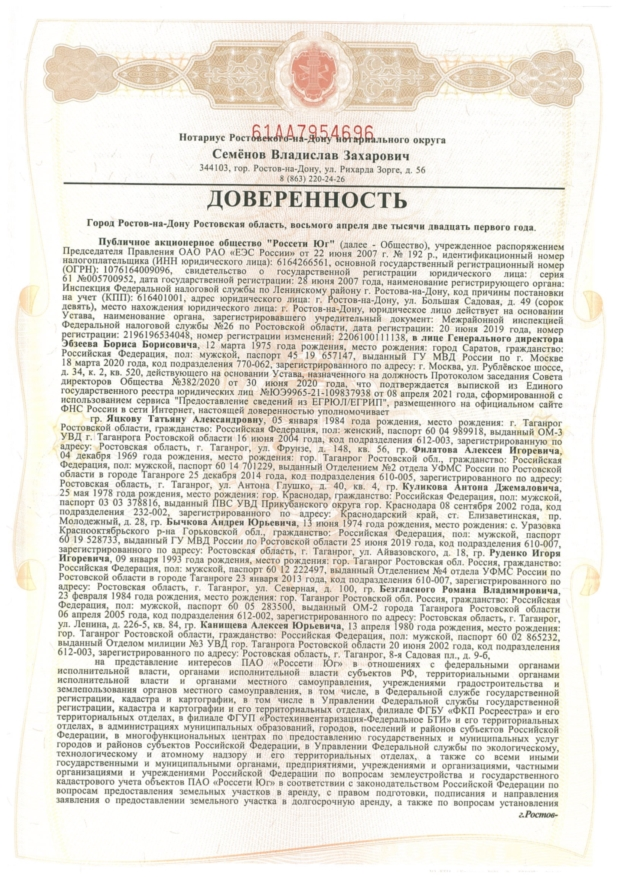 61АА7954696
Нотариус Ростовского-на-Дону нотариального округа
Семёнов Владислав Захарович
344103, гор. Ростов-на-Дону, ул. Рихарда Зорге, д. 56
8 (863) 220-24-26
ДОВЕРЕННОСТЬ
Город Ростов-на-Дону Ростовская область, восьмого апреля две тысячи двадцать первого года.
Публичное акционерное общество "Россети Юг" (далее - Общество), учрежденное распоряжением
Председателя Правления ОАО РАО «ЕЭС России» от 22 июня 2007 г. № 192 р., идентификационный номер
налогоплательщика (ИНН юридического лица): 6164266561, основной государственный регистрационный номер
(ОГРН): 1076164009096, свидетельство о государственной регистрации юридического лица: серия
61 №005700952, дата государственной регистрации: 28 июня 2007 года, наименование регистрирующего органа:
Инспекция Федеральной налоговой службы по Ленинскому району г. Ростова-на-Дону, код причины постановки
на учет (КПП): 616401001, адрес юридического лица: г. Ростов-на-Дону, ул. Большая Садовая, д. 49 (сорок
девять), место нахождения юридического лица: г. Ростов-на-Дону, юридическое лицо действует на основании
Устава, наименование органа, зарегистрировавшего учредительный документ: Межрайонной инспекцией
Федеральной налоговой службы №26 по Ростовской области, дата регистрации: 20 июня 2019 года, номер
регистрации: 2196196534048, номер регистрации изменений: 2206100111138, в лице Генерального директора
Эбзеева Бориса Борисовича, 12 марта 1975 года рождения, место рождения: город Саратов, гражданство:
Российская Федерация, пол: мужской, паспорт 45 19 657147, выданный ГУ МВД России по г. Москве
18 марта 2020 года, код подразделения 770-062, зарегистрированного по адресу: г. Москва, ул. Рублёвское шоссе,
д. 34, к. 2, кв. 520, действующего на основании Устава, назначенного на должность Протоколом заседания Совета
директоров Общества №382/2020 от 30 июня 2020 года, что подтверждается выпиской из Единого
государственного реестра юридических лиц №ЮЭ9965-21-109837938 от 08 апреля 2021 года, сформированной с
использованием сервиса "Предоставление сведений из ЕГРЮЛ/ЕГРИП", размещенного на официальном сайте
ФНС России в сети Интернет, настоящей доверенностью уполномочивает
гр. Яцкову Татьяну Александровну, 05 января 1984 года рождения, место рождения: г. Таганрог
Ростовской области, гражданство: Российская Федерация, пол: женский, паспорт 60 04 989918, выданный ОМ-3
УВД г. Таганрога Ростовской области 16 июня 2004 года, код подразделения 612-003, зарегистрированную по
адресу: Ростовская область, г. Таганрог, ул. Фрунзе, д. 148, кв. 56, гр. Филатова Алексея Игоревича,
04 декабря 1969 года рождения, место рождения: гор. Таганрог Ростовской обл., гражданство: Российская
Федерация, пол: мужской, паспорт 60 14 701229, выданный Отделением №2 отдела УФМС России по Ростовской
области в городе Таганроге 25 декабря 2014 года, код подразделения 610-005, зарегистрированного по адресу:
Ростовская область, г. Таганрог, ул. Антона Глушко, д. 40, кв. 4, гр. Куликова Антона Джемаловича,
25 мая 1978 года рождения, место рождения: гор. Краснодар, гражданство: Российская Федерация, пол: мужской,
паспорт 03 03 378816, выданный ПВС УВД Прикубанского округа гор. Краснодара 08 сентября 2002 года, код
подразделения 232-002, зарегистрированного по адресу: Краснодарский край, ст. Елизаветинская, пр.
Молодежный, д. 28, гр. Бычкова Андрея Юрьевича, 13 июня 1974 года рождения, место рождения: с. Уразовка
Краснооктябрьского р-на Горьковской обл., гражданство: Российская Федерация, пол: мужской, паспорт
60 19 528733, выданный ГУ МВД России по Ростовской области 25 июня 2019 года, код подразделения 610-007,
зарегистрированного по адресу: Ростовская область, г. Таганрог, ул. Айвазовского, д. 18, гр. Руденко Игоря
Игоревича, 09 января 1993 года рождения, место рождения: гор. Таганрог Ростовская обл. Россия, гражданство:
Российская Федерация, пол: мужской, паспорт 60 12 222497, выданный Отделением №4 отдела УФМС России по
Ростовской области в городе Таганроге 23 января 2013 года, код подразделения 610-007, зарегистрированного по
адресу: Ростовская область, г. Таганрог, ул. Северная, д. 100, гр. Безгласного Романа Владимировича,
23 февраля 1984 года рождения, место рождения: гор. Таганрог Ростовской обл. Россия, гражданство: Российская
Федерация, пол: мужской, паспорт 60 05 283500, выданный ОМ-2 города Таганрога Ростовской области
06 апреля 2005 года, код подразделения 612-002, зарегистрированного по адресу: Ростовская область, г. Таганрог,
ул. Ленина, д. 226-5, кв. 84, гр. Канищева Алексея Юрьевича, 13 апреля 1980 года рождения, место рождения:
гор. Таганрог Ростовской области, гражданство: Российская Федерация, пол: мужской, паспорт 60 02 865232,
выданный Отделом милиции №3 УВД гор. Таганрога Ростовской области 20 июня 2002 года, код подразделения
612-003, зарегистрированного по адресу: Ростовская область, г. Таганрог, 8-я Садовая пл., д. 9-6,
на представление интересов ПАО «Россети Юг» в отношениях с федеральными органами
исполнительной власти, органами исполнительной власти субъектов РФ, территориальными органами
исполнительной власти и органами местного самоуправления, учреждениями градостроительства и
землепользования органов местного самоуправления, в том числе, в Федеральной службе государственной
регистрации, кадастра и картографии, в том числе в Управлении Федеральной службы государственной
регистрации, кадастра и картографии и его территориальных отделах, филиале ФГБУ «ФКП Росреестра» и его
территориальных отделах, в филиале ФГУП «Ростехинвентаризация-Федеральное БТИ» и его территориальных
отделах, в администрациях муниципальных образований, городов, поселений и районов субъектов Российской
Федерации, в многофункциональных центрах по предоставлению государственных и муниципальных услуг
городов и районов субъектов Российской Федерации, в Управлении Федеральной службы по экологическому,
технологическому и атомному надзору и его территориальных отделах, а также со всеми иными
государственными и муниципальными органами, предприятиями, учреждениями и организациями, частными
организациями и учреждениями Российской Федерации по вопросам землеустройства и государственного
кадастрового учета объектов ПАО «Россети Юг» в соответствии с законодательством Российской Федерации по
вопросам предоставления земельных участков в аренду, с правом подготовки, подписания и направления
заявления о предоставлении земельного участка в долгосрочную аренду, а также по вопросам установления
г.Ростов-